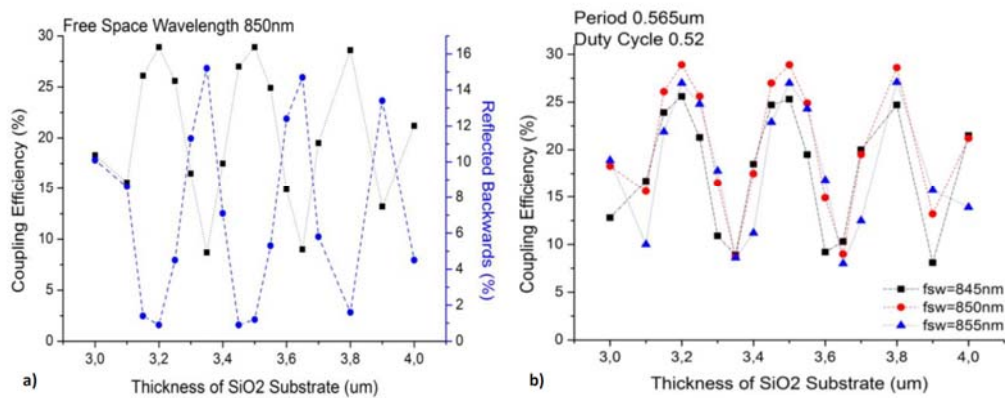 Free Space Wavelength 850nm
30
25
20
15
10
5
0
16
14
12
10
8
6
4
2
0
Coupling Efficiency (%)
Reflected Backwards (%)
3,0 3,2 3,4 3,6 3,8 4,0
a)
Thickness of SiO2 Substrate (um)
Period 0.565um
Duty Cycle 0.52
30
25
20
15
10
5
0
Coupling Efficiency (%)
fsw=845nm
fsw=850nm
fsw=855nm
3,0 3,2 3,4 3,6 3,8 4,0
b)
Thickness of SiO2 Substrate (um)